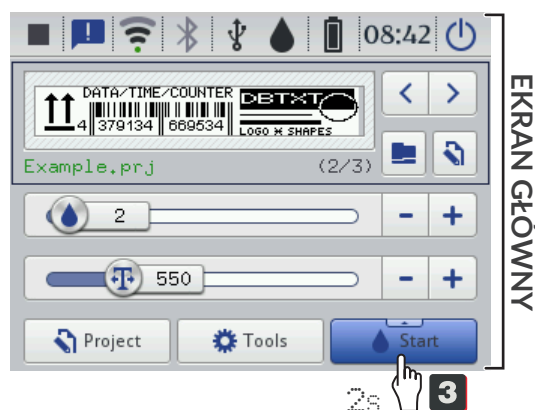 08:42
DATA/TIME/COUNTER
DBTXT
4 379134 669534
LOGO
SHAPES
Example.prj (2/3)
2
550
Project
Tools
Start
EKRAN GŁÓWNY
2s
3